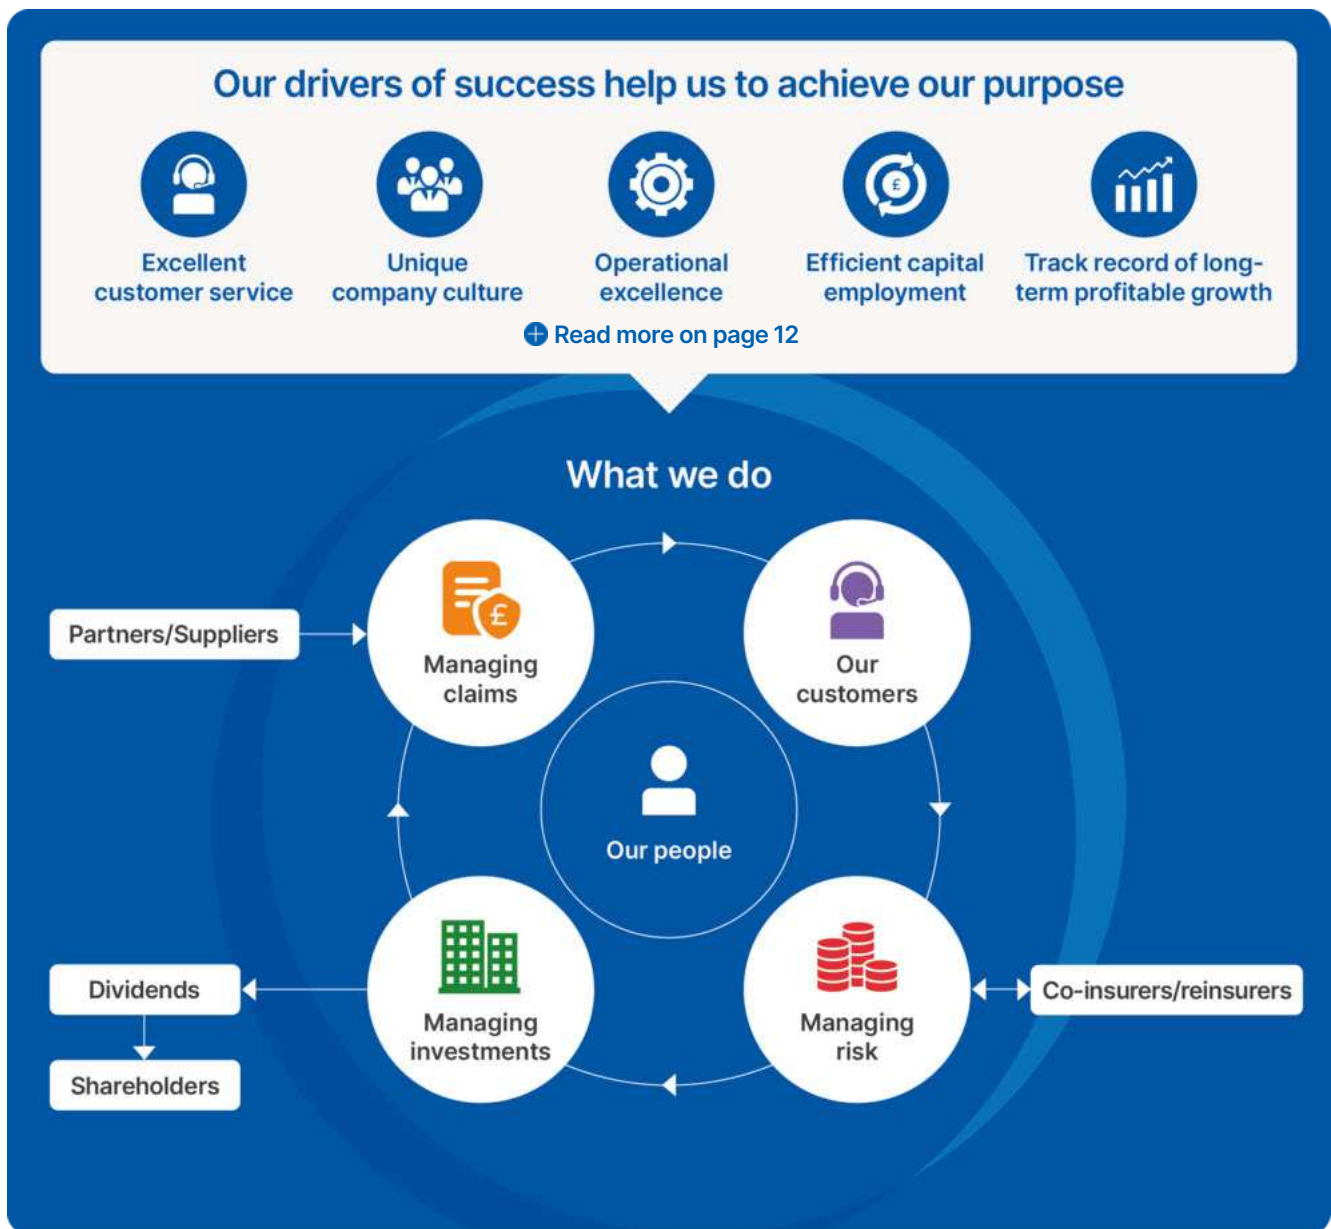 Our drivers of success help us to achieve our purpose
Excellent
customer service
Unique
company culture
Operational
excellence
£
Efficient capital
employment
Track record of long-
term profitable growth
Read more on page 12
What we do
Partners/Suppliers
£
Managing
claims
Our
customers
Our people
Dividends
Shareholders
Managing
investments
Managing
risk
Co-insurers/reinsurers